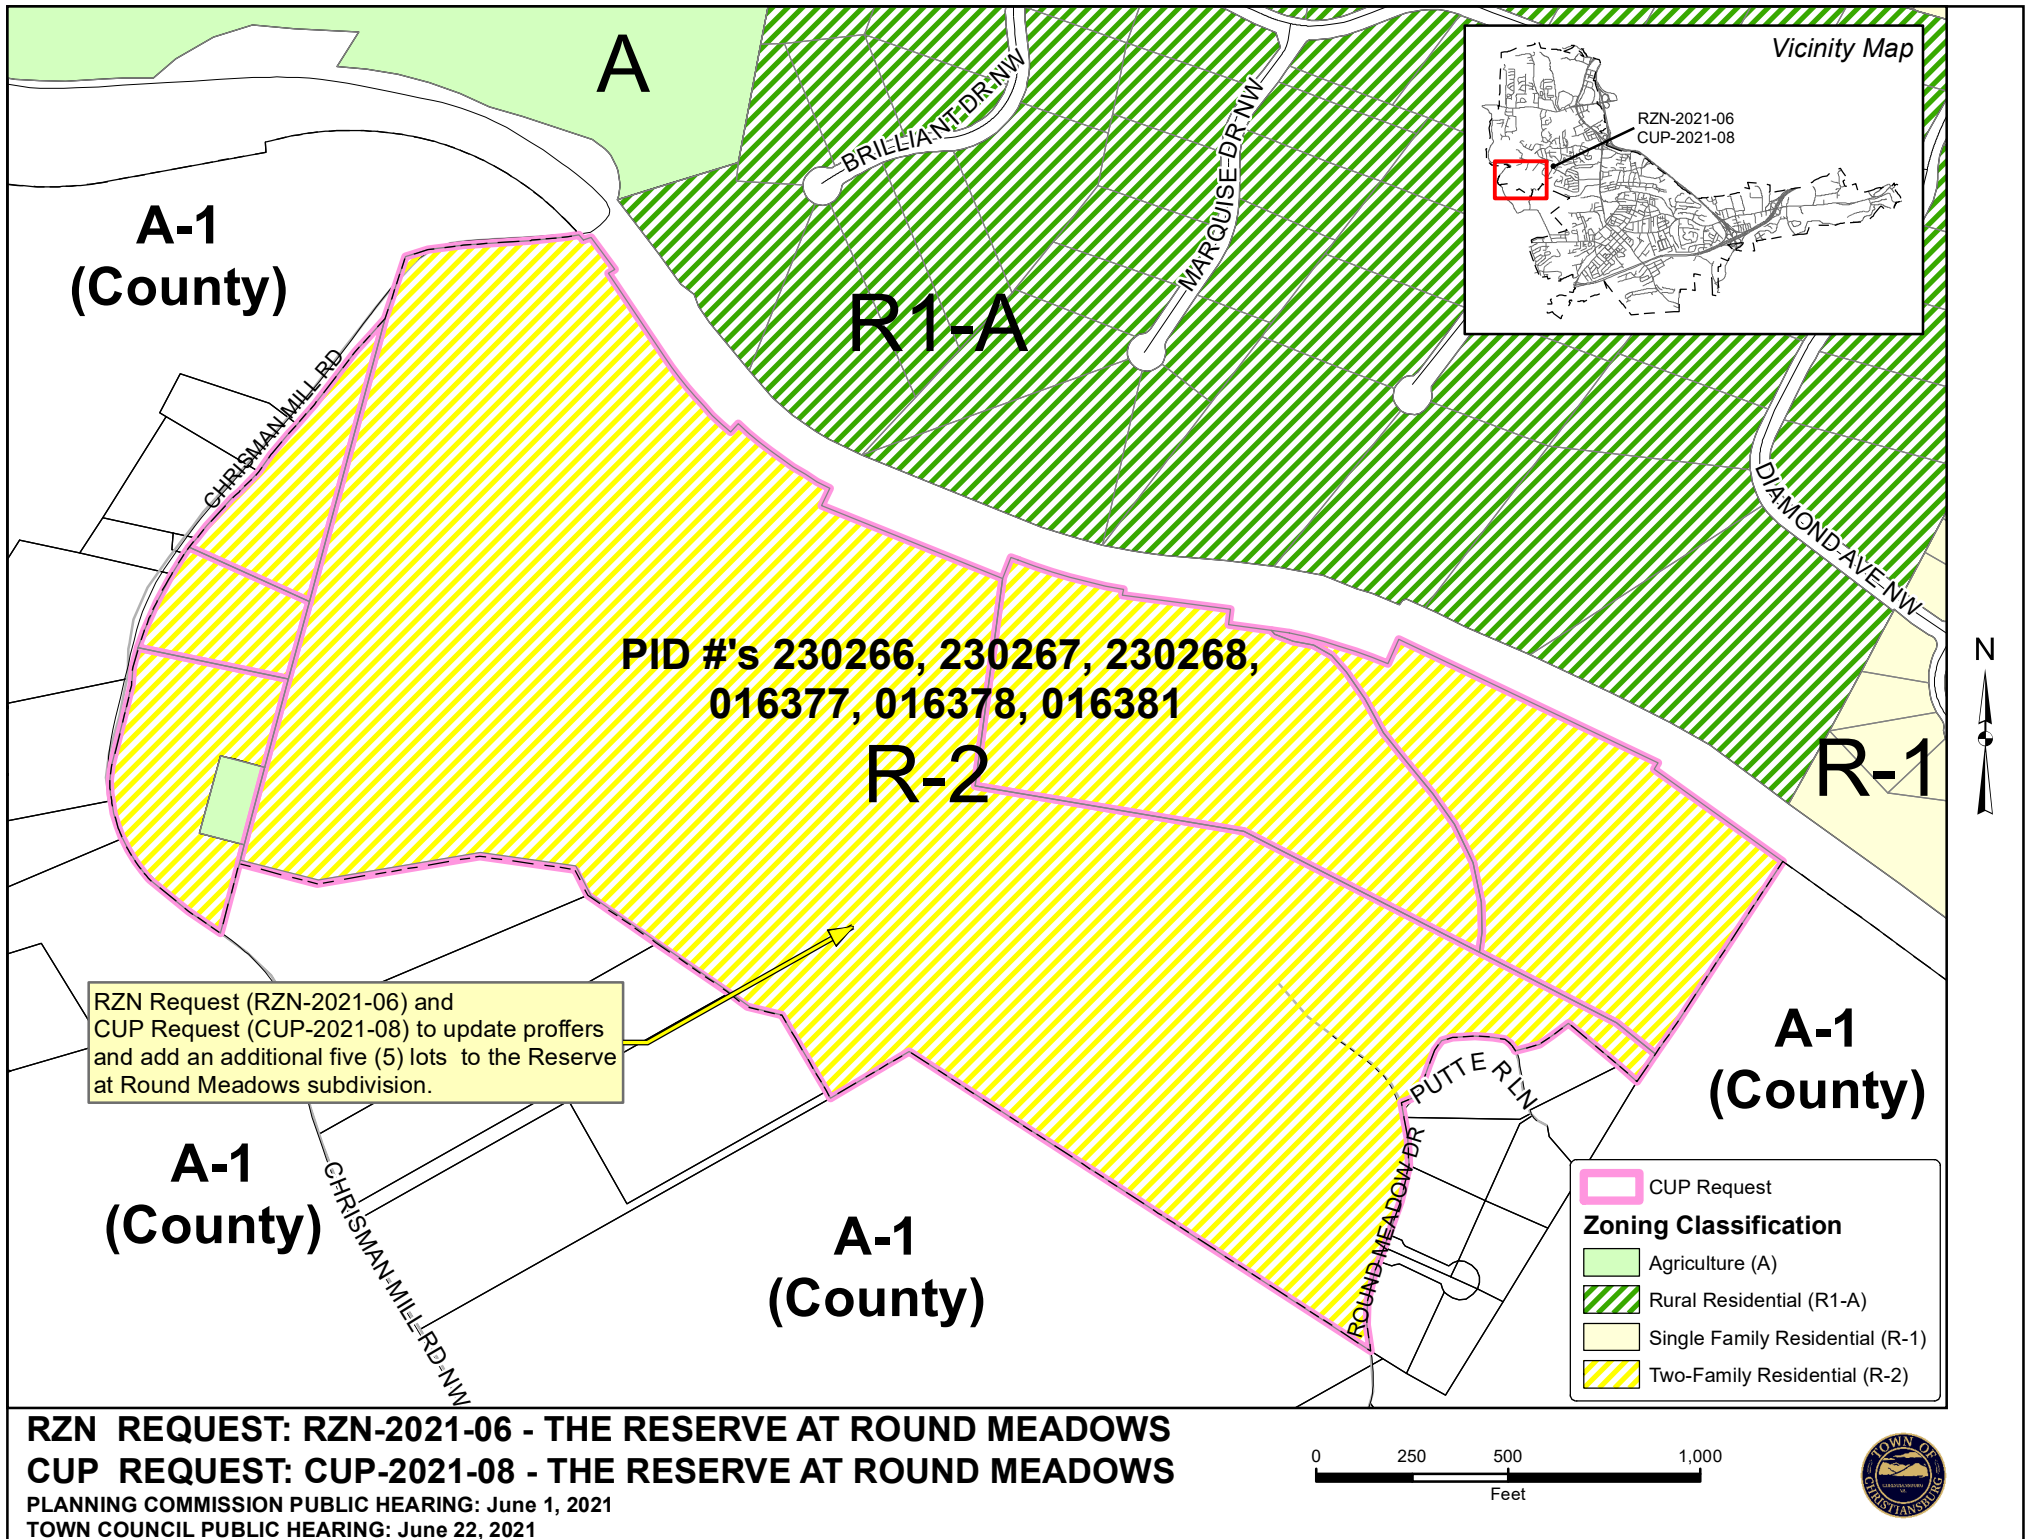 A
BRILLIANT DR NW
MARQUISE DR NW
Vicinity Map
RZN-2021-06
CUP-2021-08
A-1
(County)
R1-A
CHRISMAN MILL RD
DIAMOND AVE NW
PID #'s 230266, 230267, 230268,
016377, 016378, 016381
R-2
R-1
N
RZN Request (RZN-2021-06) and
CUP Request (CUP-2021-08) to update proffers
and add an additional five (5) lots to the Reserve
at Round Meadows subdivision.
A-1
(County)
PUTTER LN
ROUND MEADOW DR
A-1
(County)
CHRISMAN MILL RD NW
A-1
(County)
CUP Request
Zoning Classification
Agriculture (A)
Rural Residential (R1-A)
Single Family Residential (R-1)
Two-Family Residential (R-2)
RZN REQUEST: RZN-2021-06 - THE RESERVE AT ROUND MEADOWS
CUP REQUEST: CUP-2021-08 - THE RESERVE AT ROUND MEADOWS
PLANNING COMMISSION PUBLIC HEARING: June 1, 2021
TOWN COUNCIL PUBLIC HEARING: June 22, 2021
0 250 500 1,000
Feet
TOWN OF
CHRISTIANSBURG